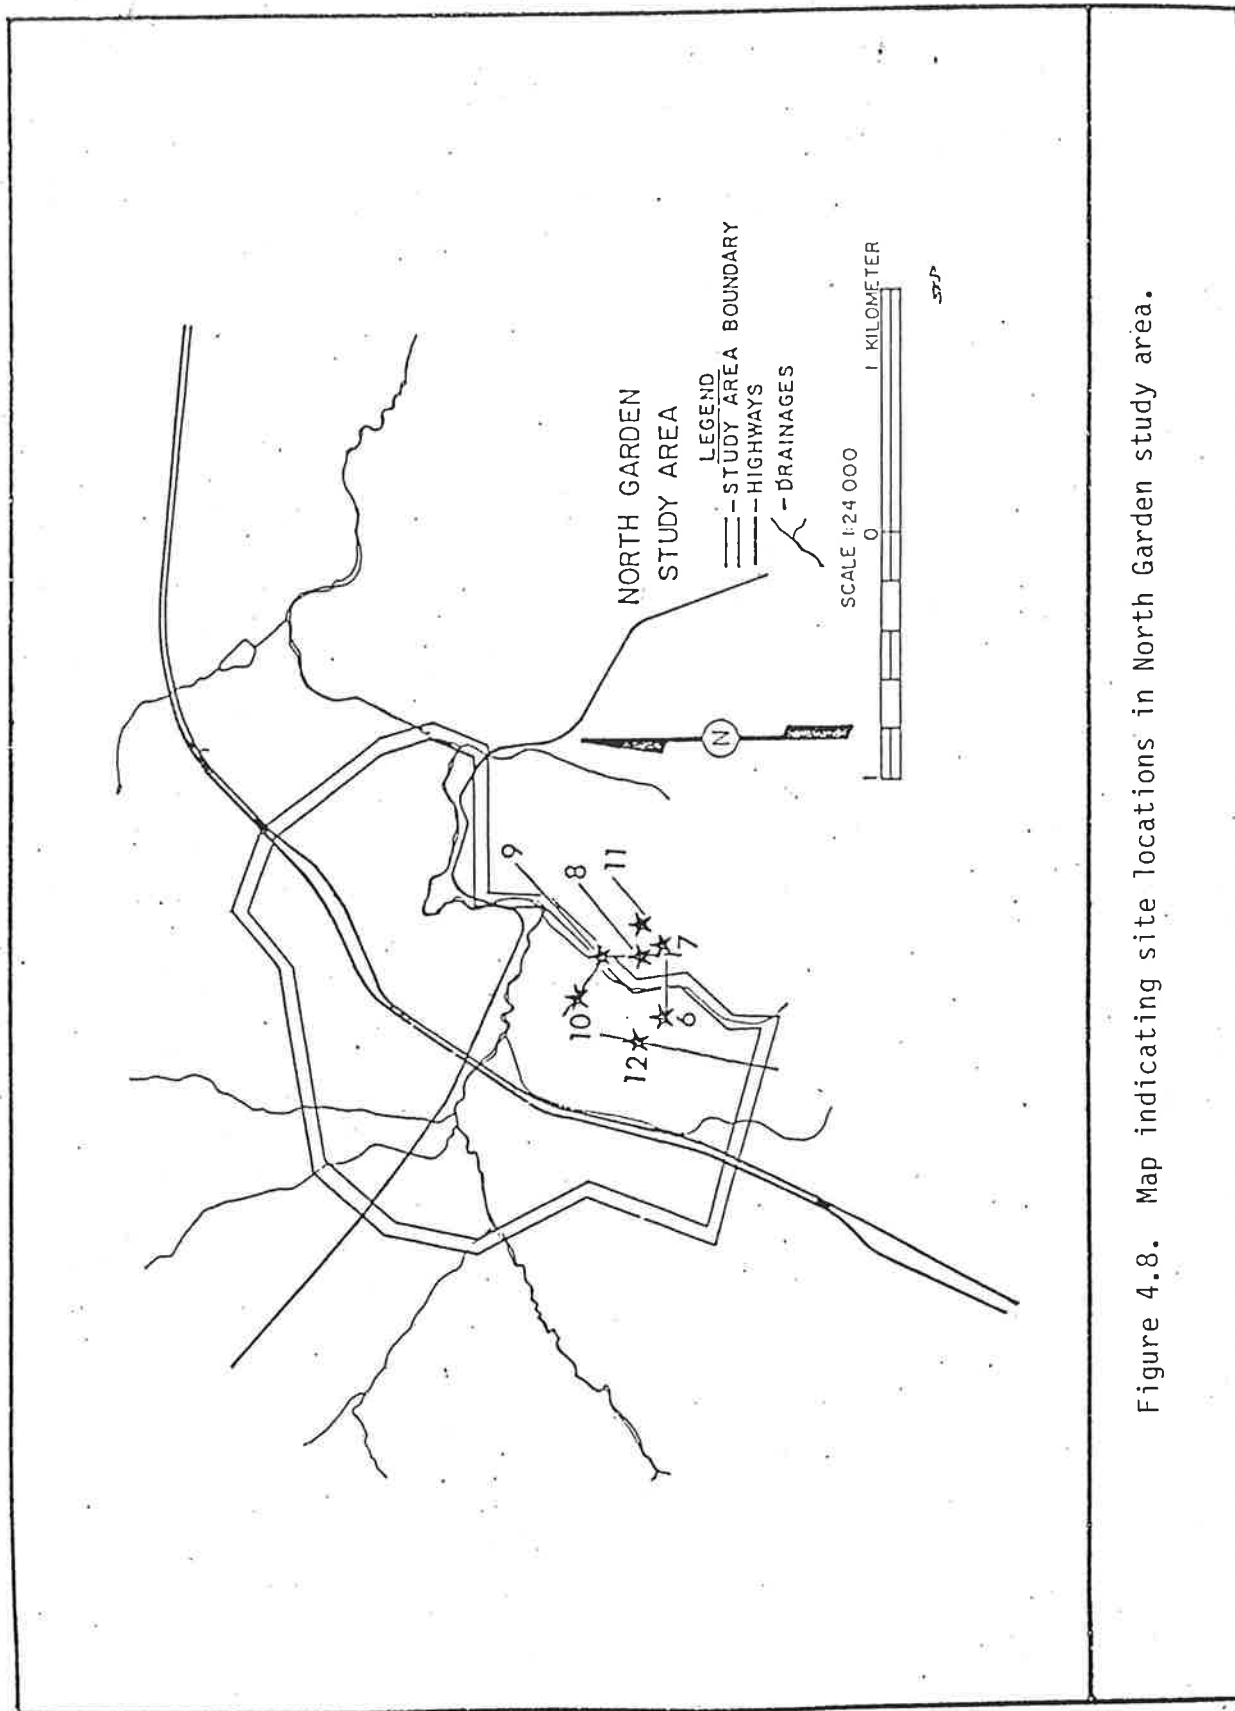 NORTH GARDEN
STUDY AREA
LEGEND
- STUDY AREA BOUNDARY
- HIGHWAYS
- DRAINAGES
SCALE 1:24 000
1 0 1 KILOMETER
N
9
8
11
10
7
12
6
Figure 4.8. Map indicating site locations in North Garden study area.